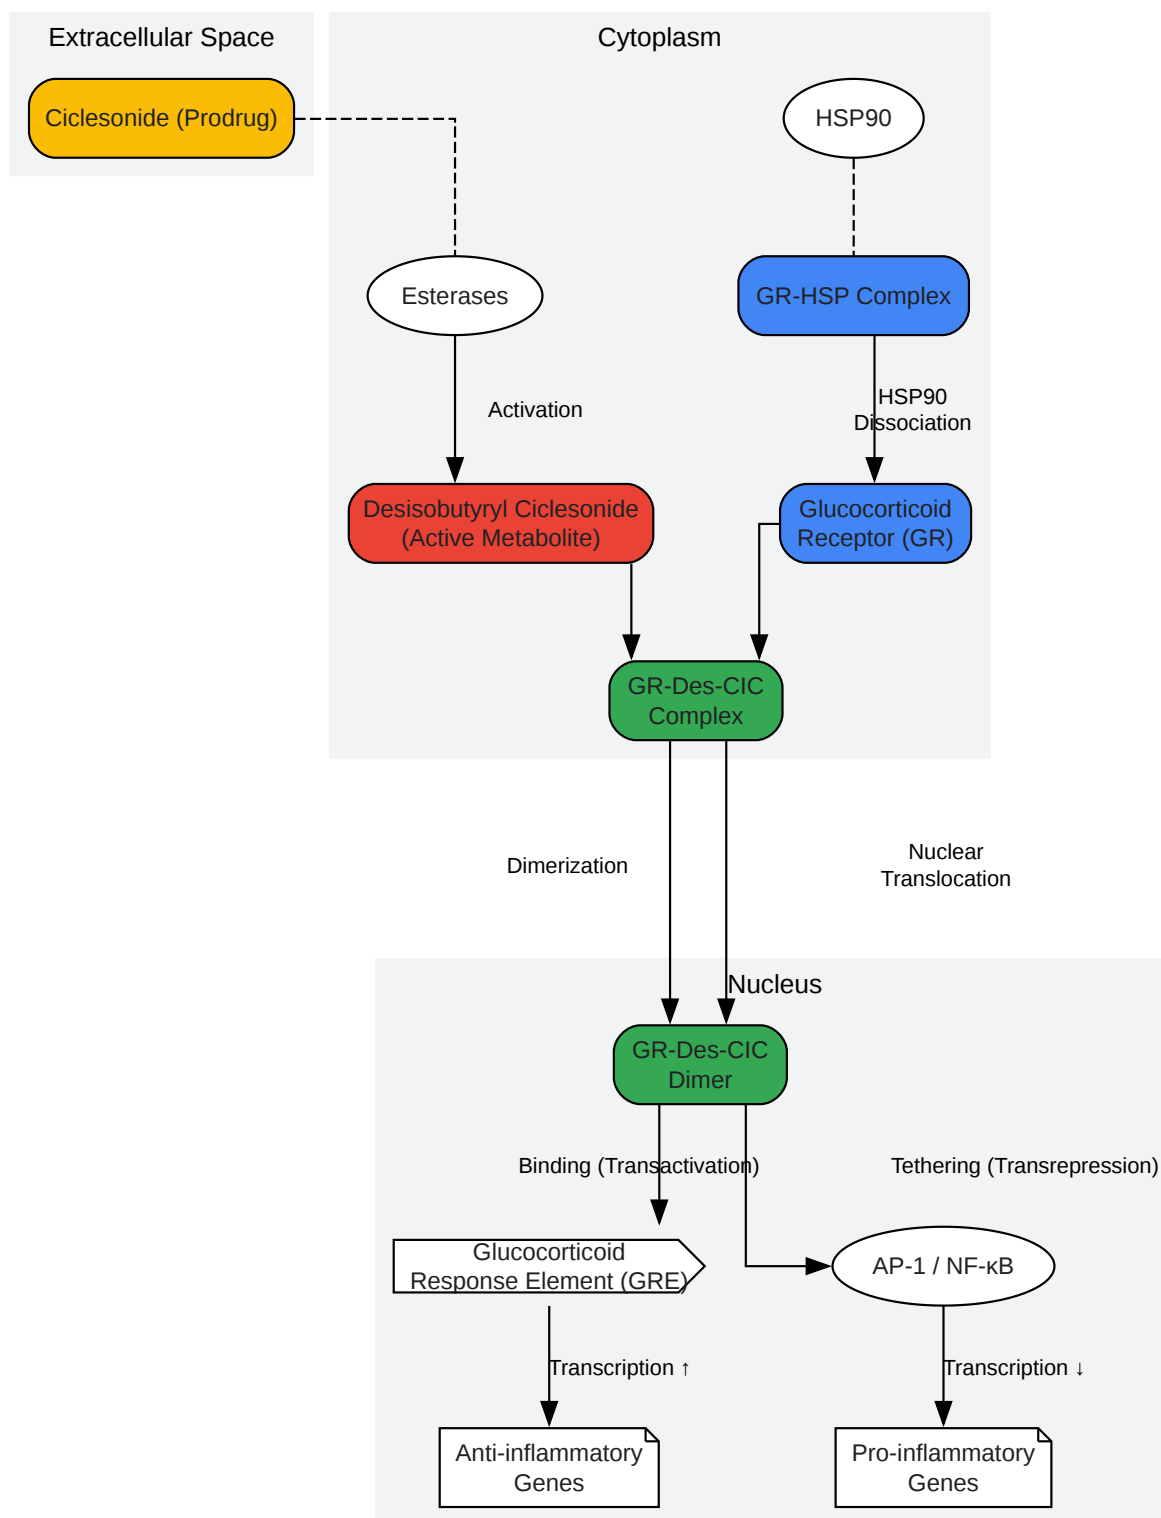 Extracellular Space
Cytoplasm
Ciclesonide (Prodrug)
HSP90
Esterases
GR-HSP Complex
Activation
HSP90
Dissociation
Desisobutyryl Ciclesonide
(Active Metabolite)
Glucocorticoid
Receptor (GR)
GR-Des-CIC
Complex
Dimerization
Nuclear
Translocation
Nucleus
GR-Des-CIC
Dimer
Binding (Transactivation)
Tethering (Transrepression)
Glucocorticoid
Response Element (GRE)
AP-1 / NF-κB
Transcription ↑
Transcription ↓
Anti-inflammatory
Genes
Pro-inflammatory
Genes